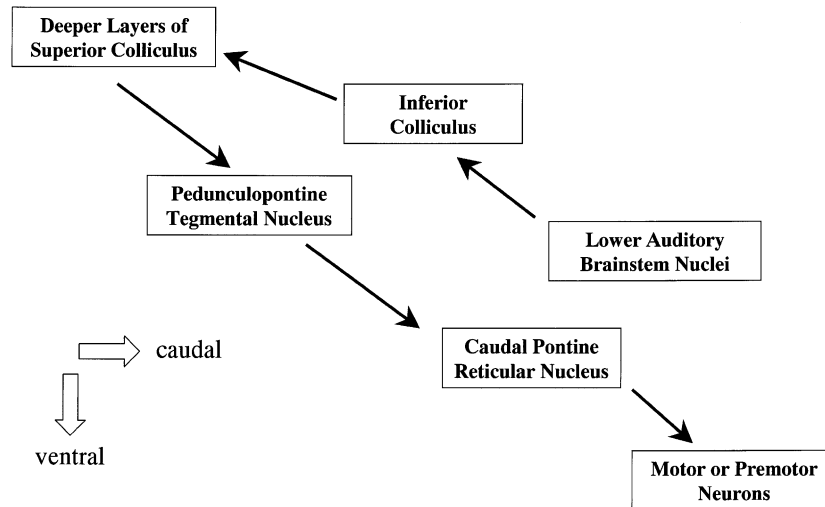 Deeper Layers of
Superior Colliculus
Inferior
Colliculus
Pedunculopontine
Tegmental Nucleus
Lower Auditory
Brainstem Nuclei
caudal
Caudal Pontine
Reticular Nucleus
ventral
Motor or Premotor
Neurons